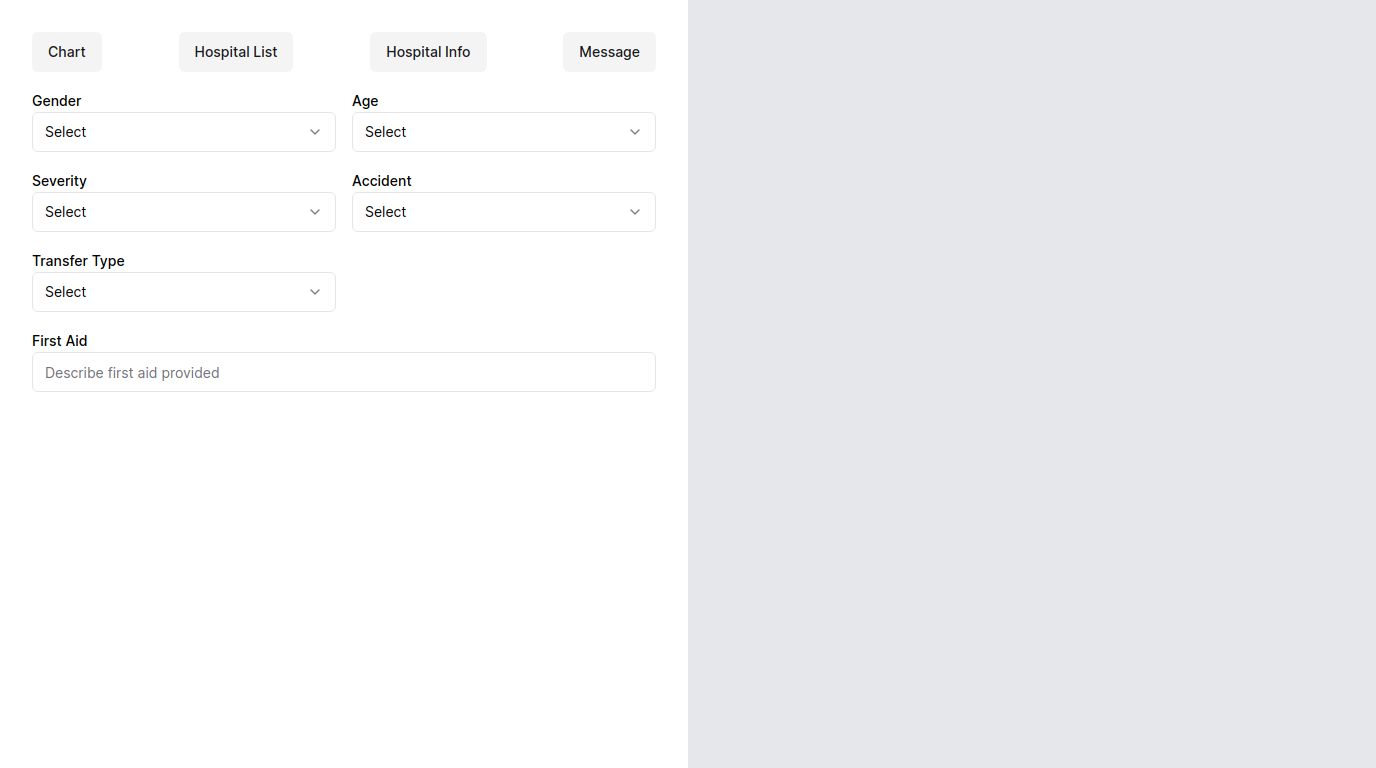 Chart Hospital List Hospital Info Message
Gender Age
Select Select
Severity Accident
Select Select
Transfer Type
Select
First Aid
Describe first aid provided